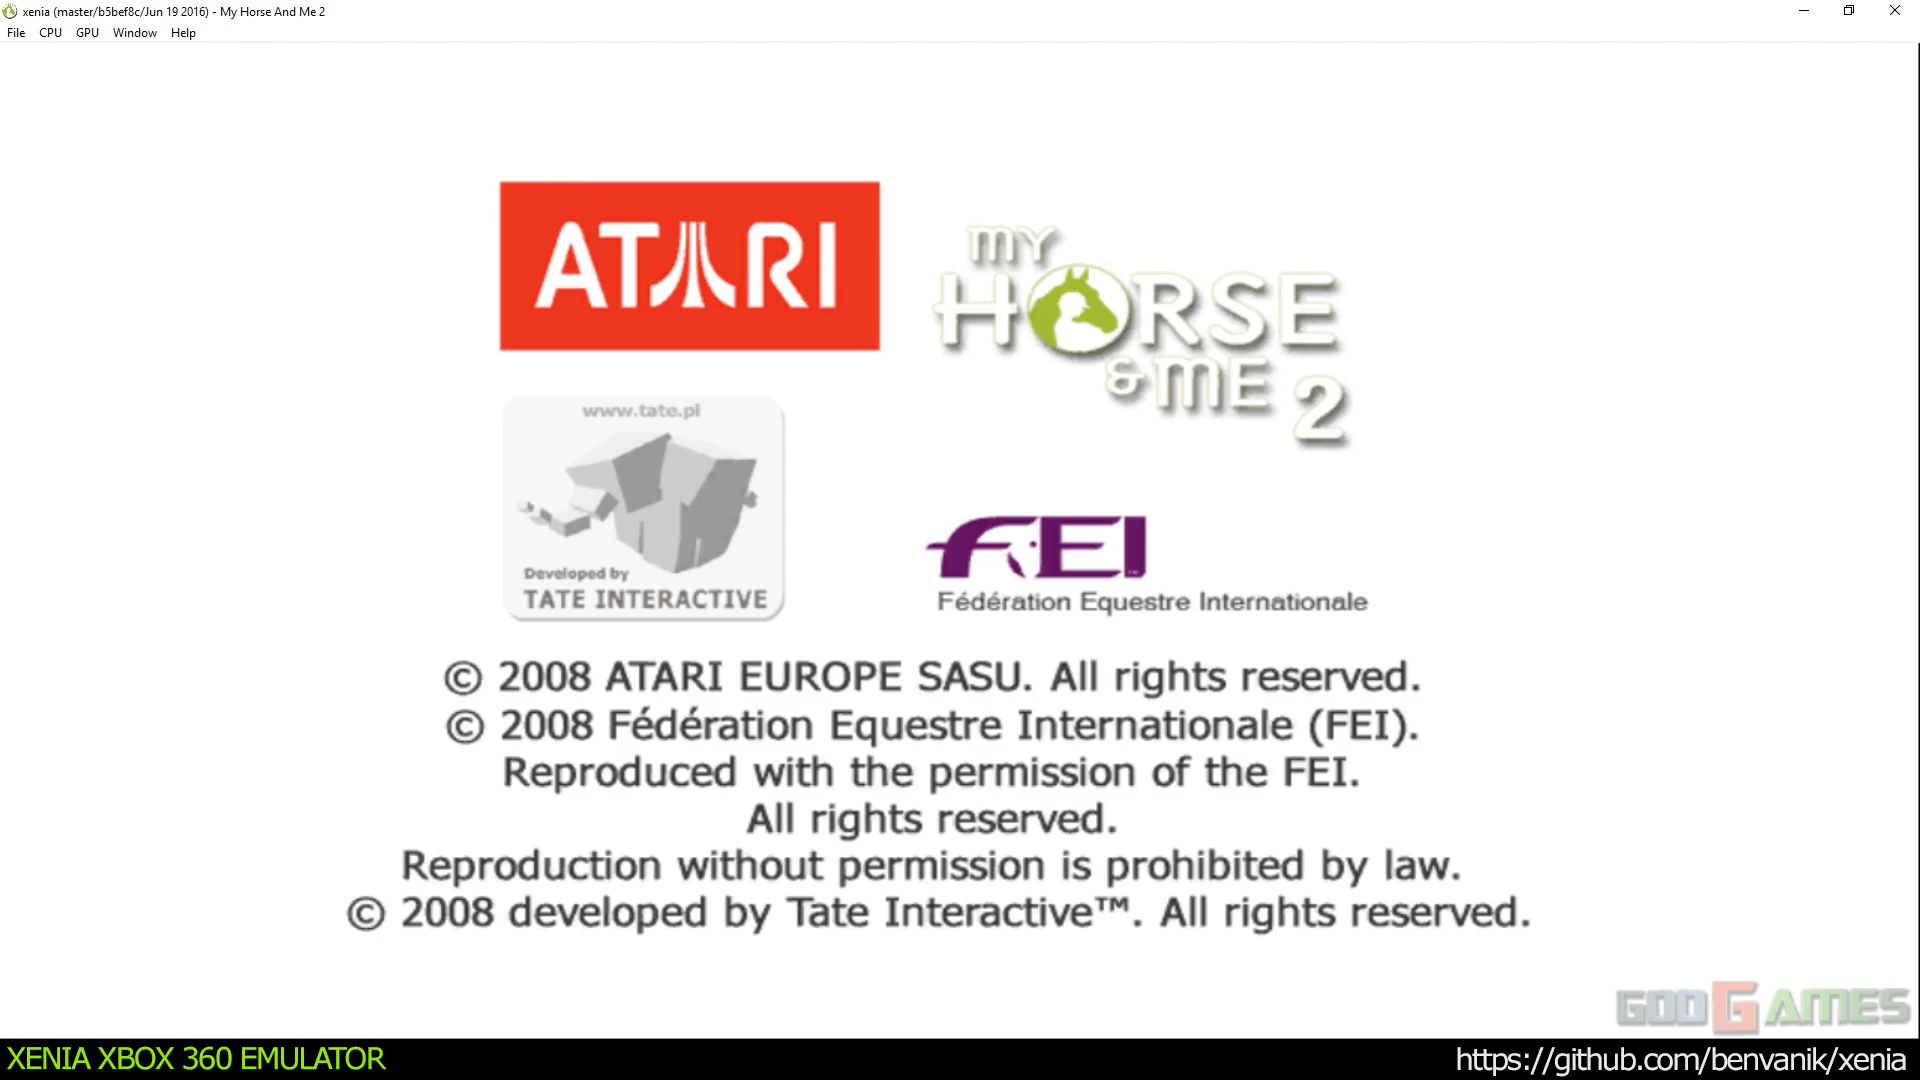 xenia (master/b5bef8c/Jun 19 2016) - My Horse And Me 2
File CPU GPU Window Help
ATARI
MY
HORSE
& ME 2
www.tate.pl
Developed by
TATE INTERACTIVE
FEI
Fédération Equestre Internationale
© 2008 ATARI EUROPE SASU. All rights reserved.
© 2008 Fédération Equestre Internationale (FEI).
Reproduced with the permission of the FEI.
All rights reserved.
Reproduction without permission is prohibited by law.
© 2008 developed by Tate Interactive™. All rights reserved.
GOOGAMES
XENIA XBOX 360 EMULATOR
https://github.com/benvanik/xenia